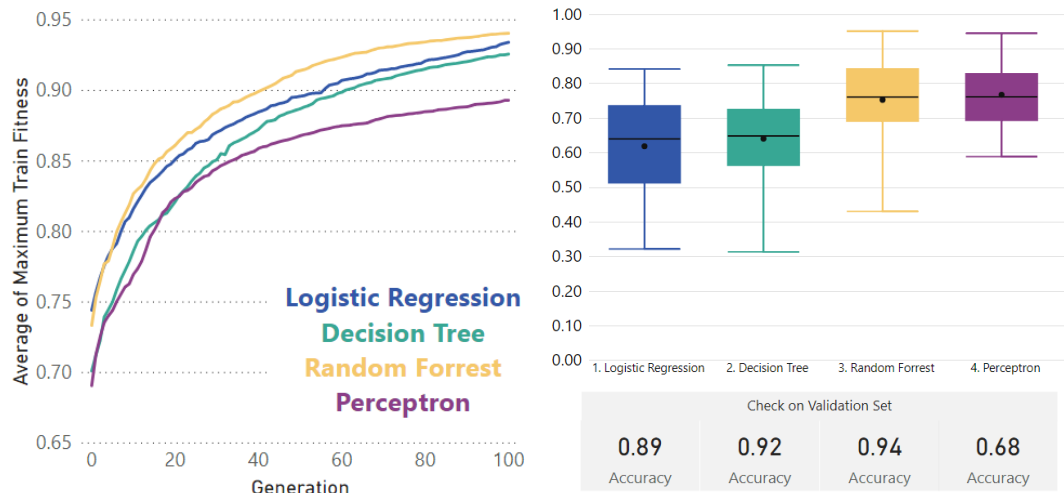 Average of Maximum Train Fitness
0.95
0.90
0.85
0.80
0.75
0.70
0.65
0
20
40
60
80
100
Generation
Logistic Regression
Decision Tree
Random Forrest
Perceptron
1.00
0.90
0.80
0.70
0.60
0.50
0.40
0.30
0.20
0.10
0.00
1. Logistic Regression
2. Decision Tree
3. Random Forrest
4. Perceptron
Check on Validation Set
0.89
0.92
0.94
0.68
Accuracy
Accuracy
Accuracy
Accuracy